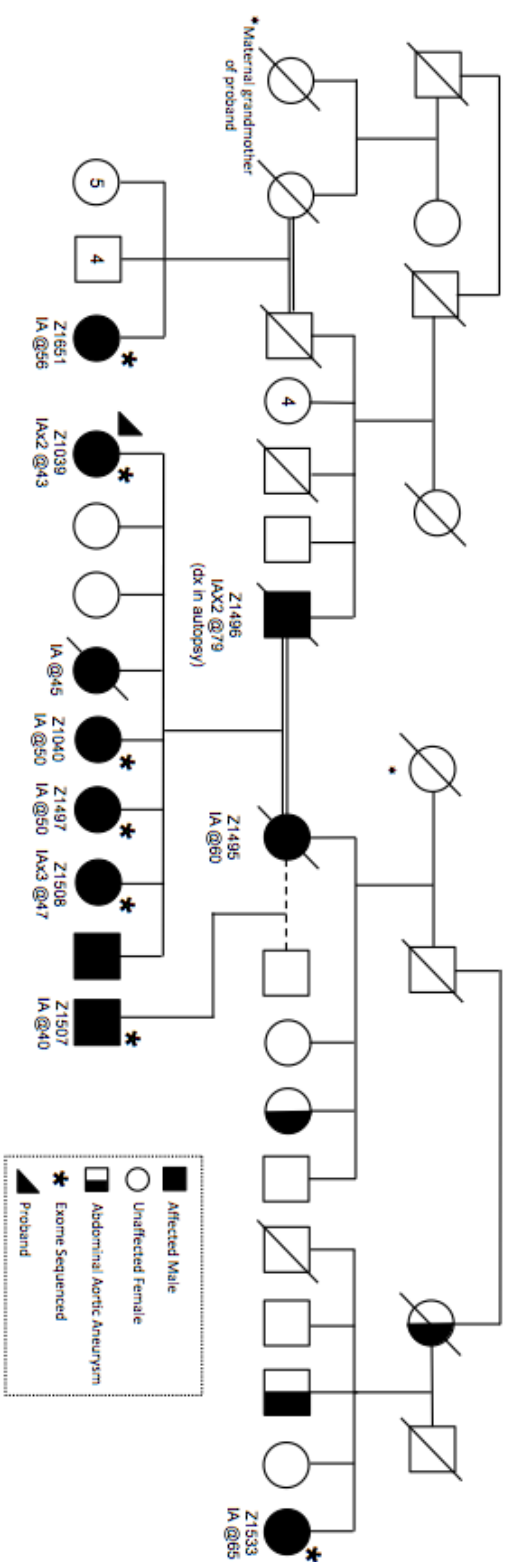 *Maternal grandmother
of proband
*
4
Z1496
IAX2 @79
(dx in autopsy)
Z1495
IA @60
Z1533
IA @65
*
5
4
Z1651
IA @56
*
Z1039
IAx2 @43
*
IA @45
Z1040
IA @50
*
Z1497
IA @50
*
Z1508
IAx3 @47
*
Z1507
IA @40
*
Affected Male
Unaffected Female
Abdominal Aortic Aneurysm
* Exome Sequenced
Proband